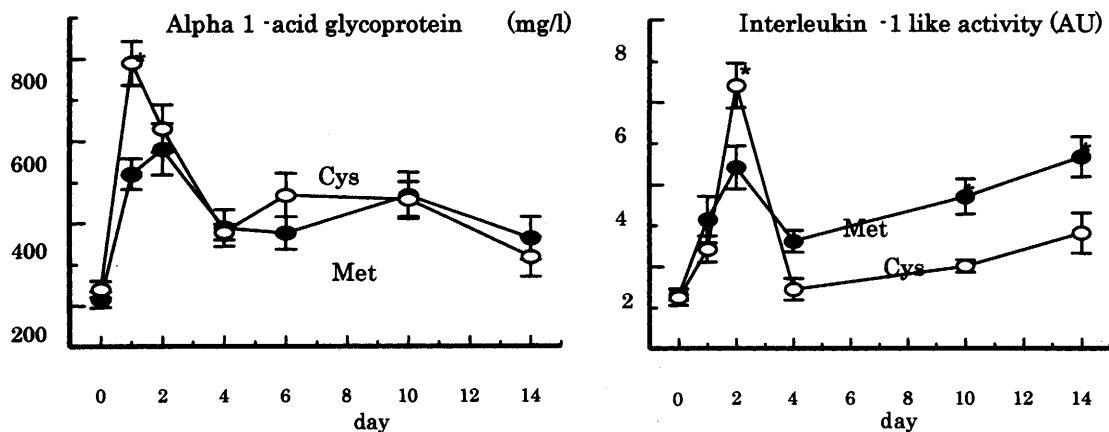 Alpha 1 -acid glycoprotein (mg/l)
800
600
400
200
*
Cys
Met
0 2 4 6 8 10 12 14
day
Interleukin -1 like activity (AU)
8
6
4
2
*
*
*
Met
Cys
0 2 4 6 8 10 12 14
day